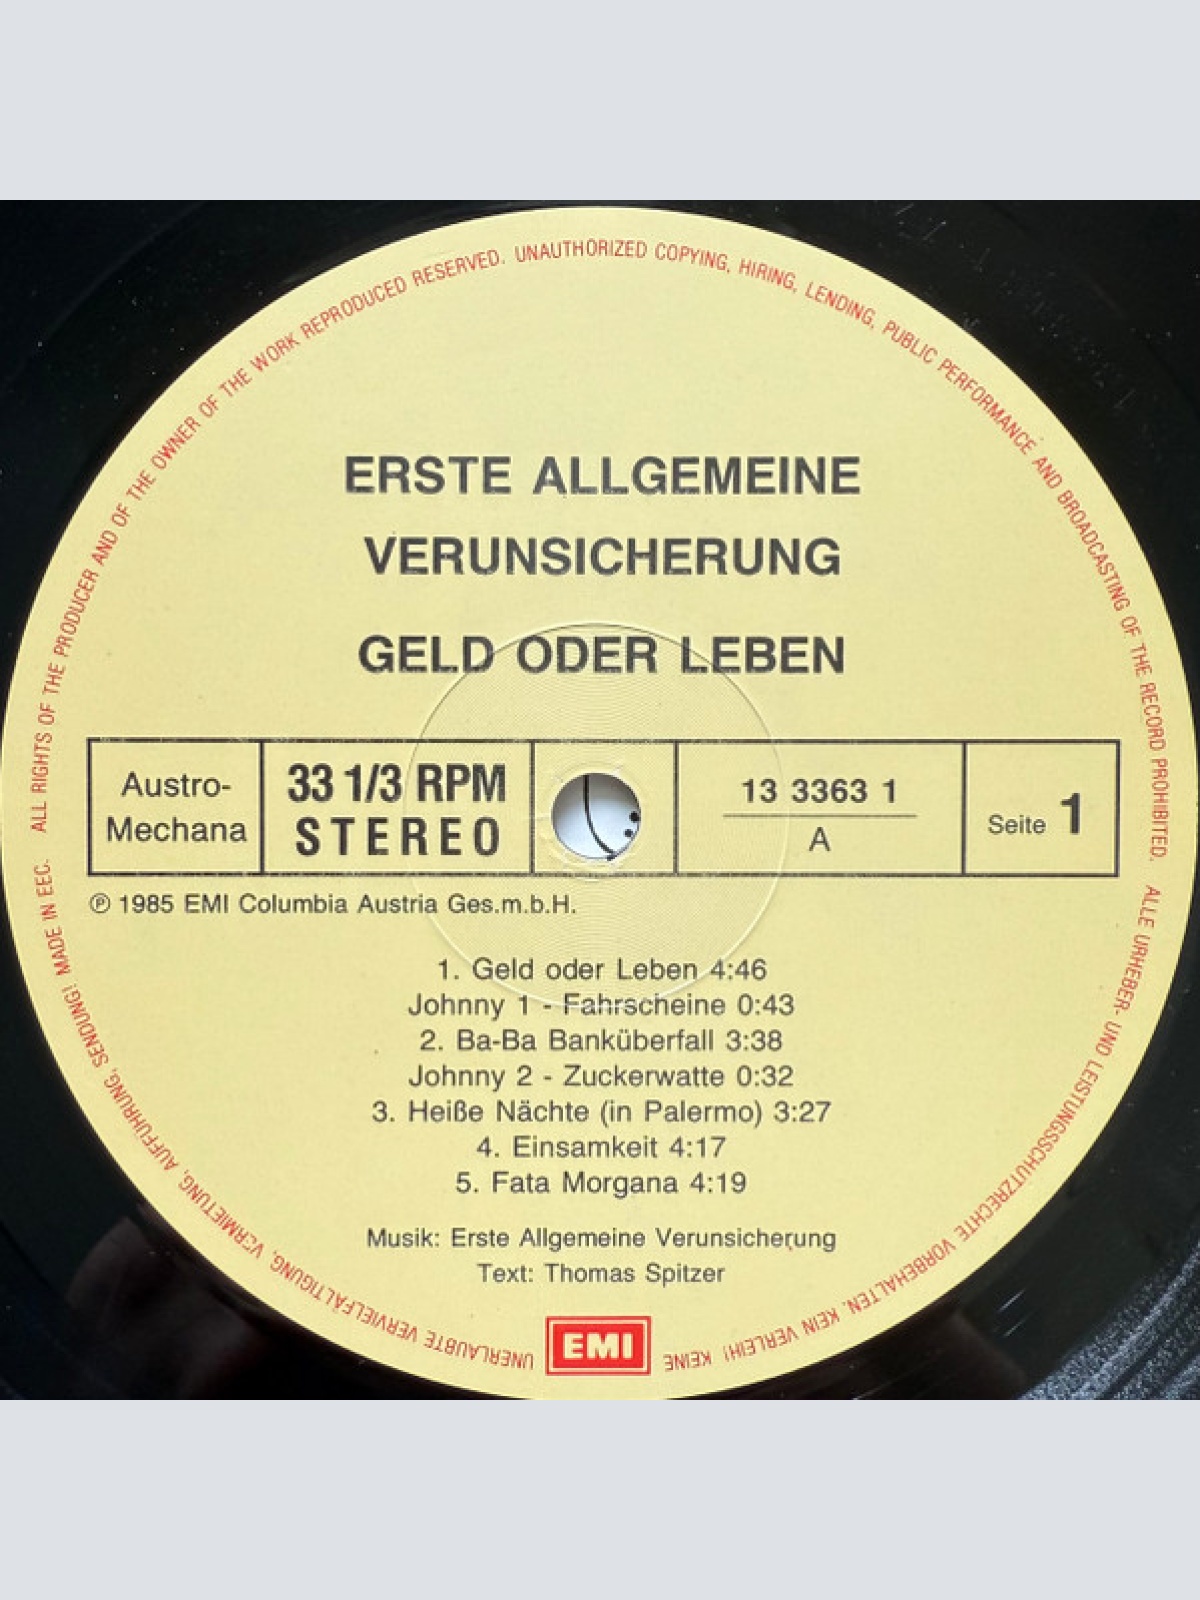 ERSTE ALLGEMEINE
VERUNSICHERUNG
GELD ODER LEBEN
Austro-
Mechana
33 1/3 RPM
STEREO
13 3363 1
A
Seite 1
℗ 1985 EMI Columbia Austria Ges.m.b.H.
1. Geld oder Leben 4:46
Johnny 1 - Fahrscheine 0:43
2. Ba-Ba Banküberfall 3:38
Johnny 2 - Zuckerwatte 0:32
3. Heiße Nächte (in Palermo) 3:27
4. Einsamkeit 4:17
5. Fata Morgana 4:19
Musik: Erste Allgemeine Verunsicherung
Text: Thomas Spitzer
EMI
ALL RIGHTS OF THE PRODUCER AND OF THE OWNER OF THE WORK REPRODUCED RESERVED. UNAUTHORIZED COPYING, HIRING, LENDING, PUBLIC PERFORMANCE AND BROADCASTING OF THE RECORD PROHIBITED.
ALLE URHEBER- UND LEISTUNGSSCHUTZRECHTE VORBEHALTEN. KEIN VERLEIH! KEINE UNERLAUBTE VERVIELFÄLTIGUNG, VERMIETUNG, AUFFÜHRUNG, SENDUNG! MADE IN EEC.